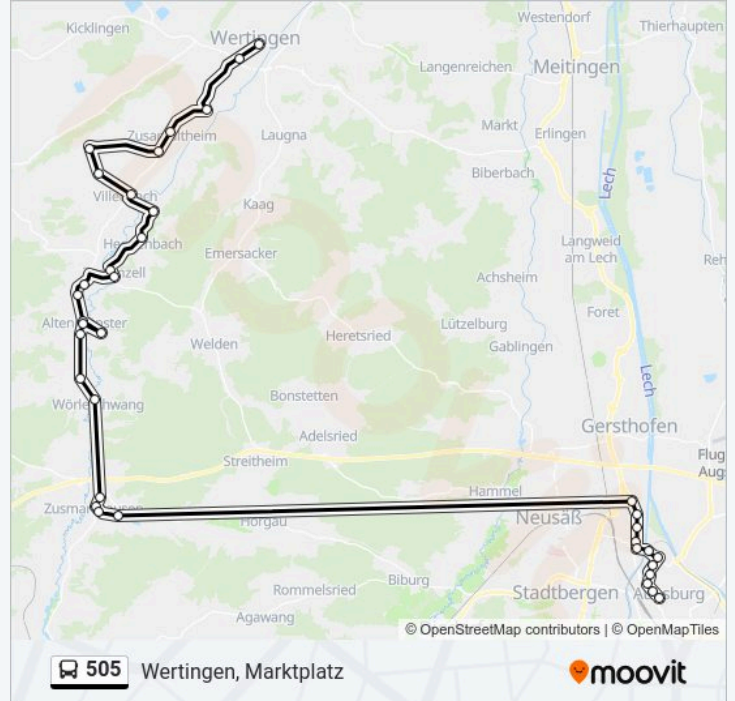 Kicklingen
Westendorf
Thierhaupten
Wertingen
Langenreichen
Meitingen
Laugna
Markt
Erlingen
Biberbach
Lech
Kaag
Emersacker
Langweid
am Lech
Reh
Achsheim
Foret
Heretsried
Lützelburg
Welden
Gablingen
Lech
Bonstetten
Gersthofen
Adelsried
Streitheim
Flug
Aug
Hammel
Neusäß
Horgau
Biburg
Rommelsried
Stadtbergen
Agawang
© OpenStreetMap contributors | © OpenMapTiles
505 Wertingen, Marktplatz
moovit